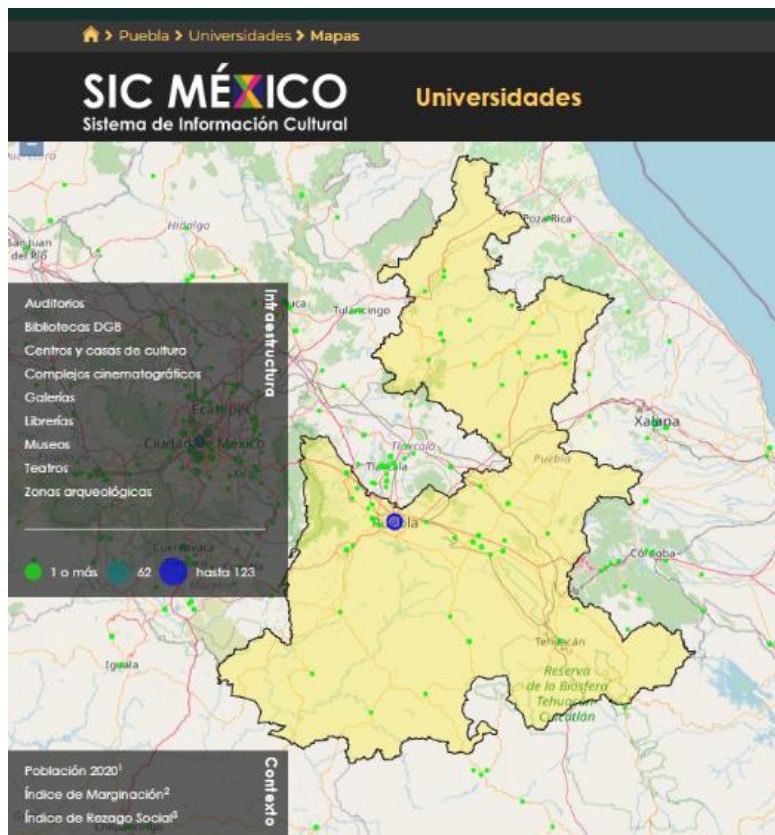 Puebla > Universidades > Mapas
SIC MÉXICO
Sistema de Información Cultural
Universidades
San Juan
del Río
Hidalgo
Poza Rica
Tulancingo
Infraestructura
Auditorios
Bibliotecas DGB
Centros y casas de cultura
Complejos cinematográficos
Galerías
Librerías
Museos
Teatros
Zonas arqueológicas
Ecatepec
Ciudad de México
1 o más
62
hasta 123
Xalapa
Tlaxcala
Tlaxcala
Puebla
Puebla
Córdoba
Cuernavaca
Iguala
Tehuacán
Reserva
de la Biosfera
Tehuacán
Cuicatlán
Contexto
Población 2020¹
Índice de Marginación²
Índice de Rezago Social³
Chilpancingo